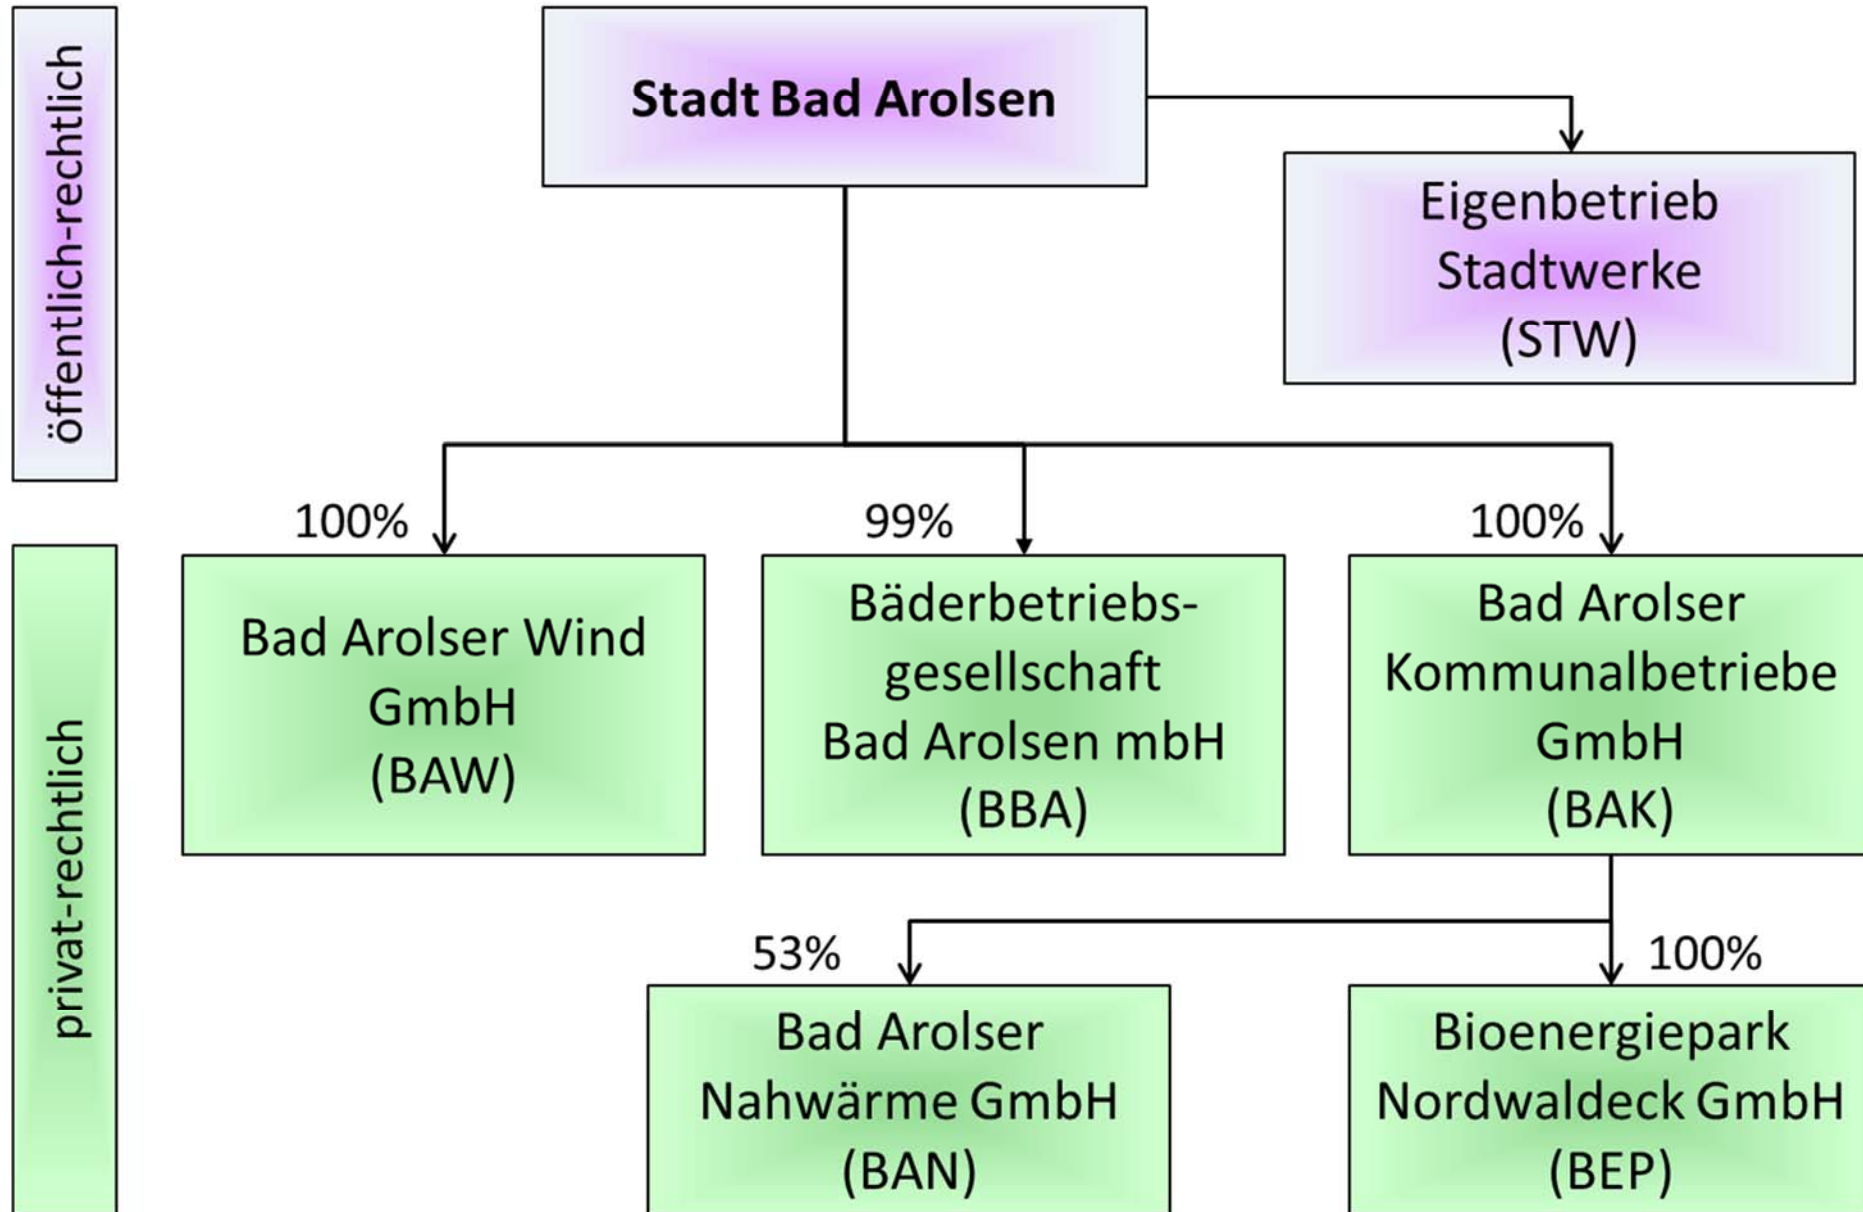 öffentlich-rechtlich
Stadt Bad Arolsen
Eigenbetrieb
Stadtwerke
(STW)
privat-rechtlich
100%
Bad Arolser Wind
GmbH
(BAW)
99%
Bäderbetriebs-
gesellschaft
Bad Arolsen mbH
(BBA)
100%
Bad Arolser
Kommunalbetriebe
GmbH
(BAK)
53%
Bad Arolser
Nahwärme GmbH
(BAN)
100%
Bioenergiepark
Nordwaldeck GmbH
(BEP)